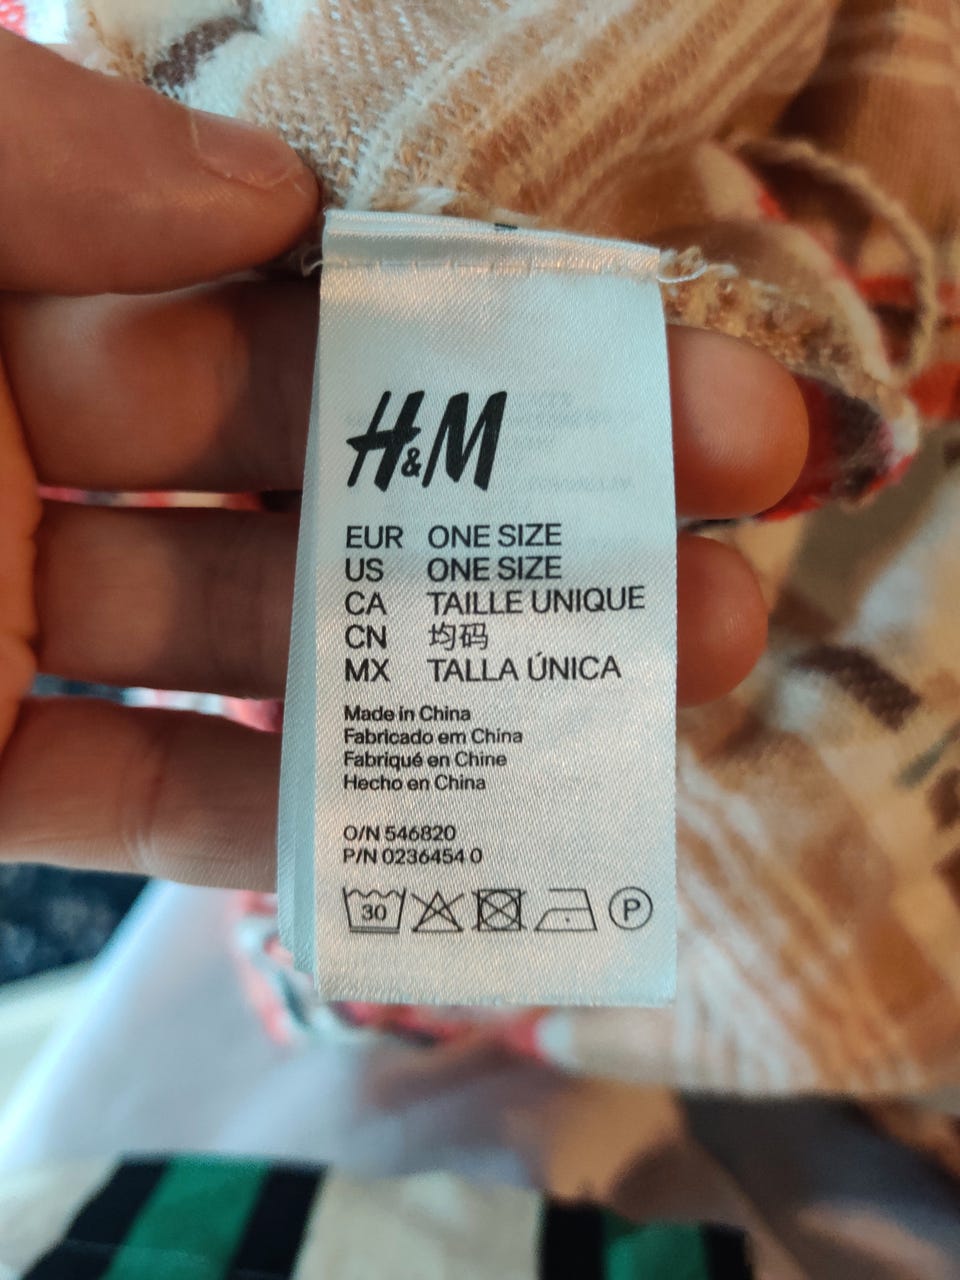 H&M
EUR ONE SIZE
US ONE SIZE
CA TAILLE UNIQUE
CN 均码
MX TALLA ÚNICA
Made in China
Fabricado em China
Fabriqué en Chine
Hecho en China
O/N 546820
P/N 0236454 0
30
P